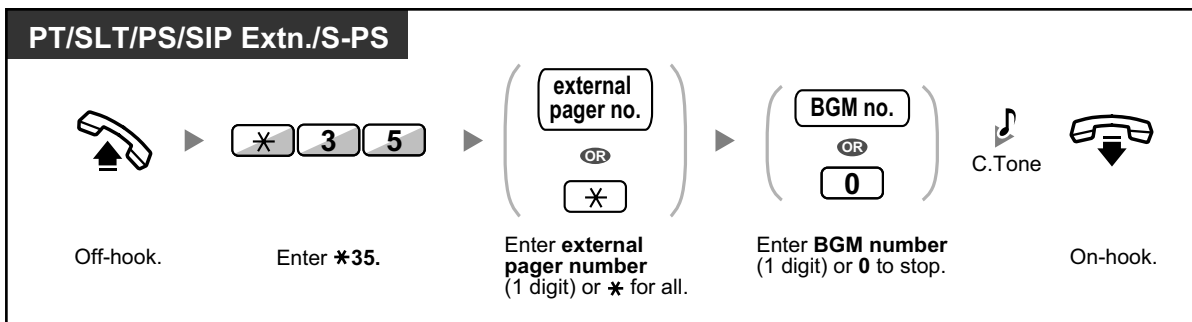 PT/SLT/PS/SIP Extn./S-PS
external
pager no.
OR
✳
BGM no.
OR
0
✳ 3 5
C.Tone
Off-hook.
Enter ✳35.
Enter external
pager number
(1 digit) or ✳ for all.
Enter BGM number
(1 digit) or 0 to stop.
On-hook.